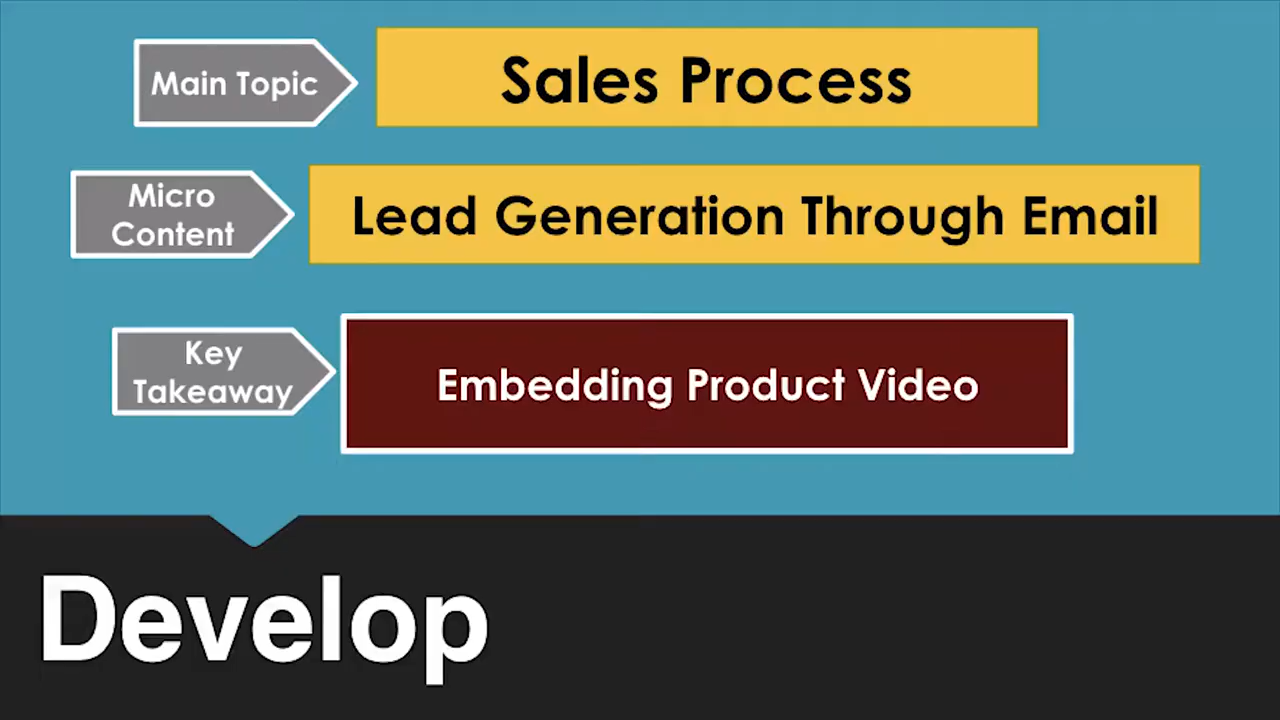 Main Topic
Sales Process
Micro
Content
Lead Generation Through Email
Key
Takeaway
Embedding Product Video
Develop